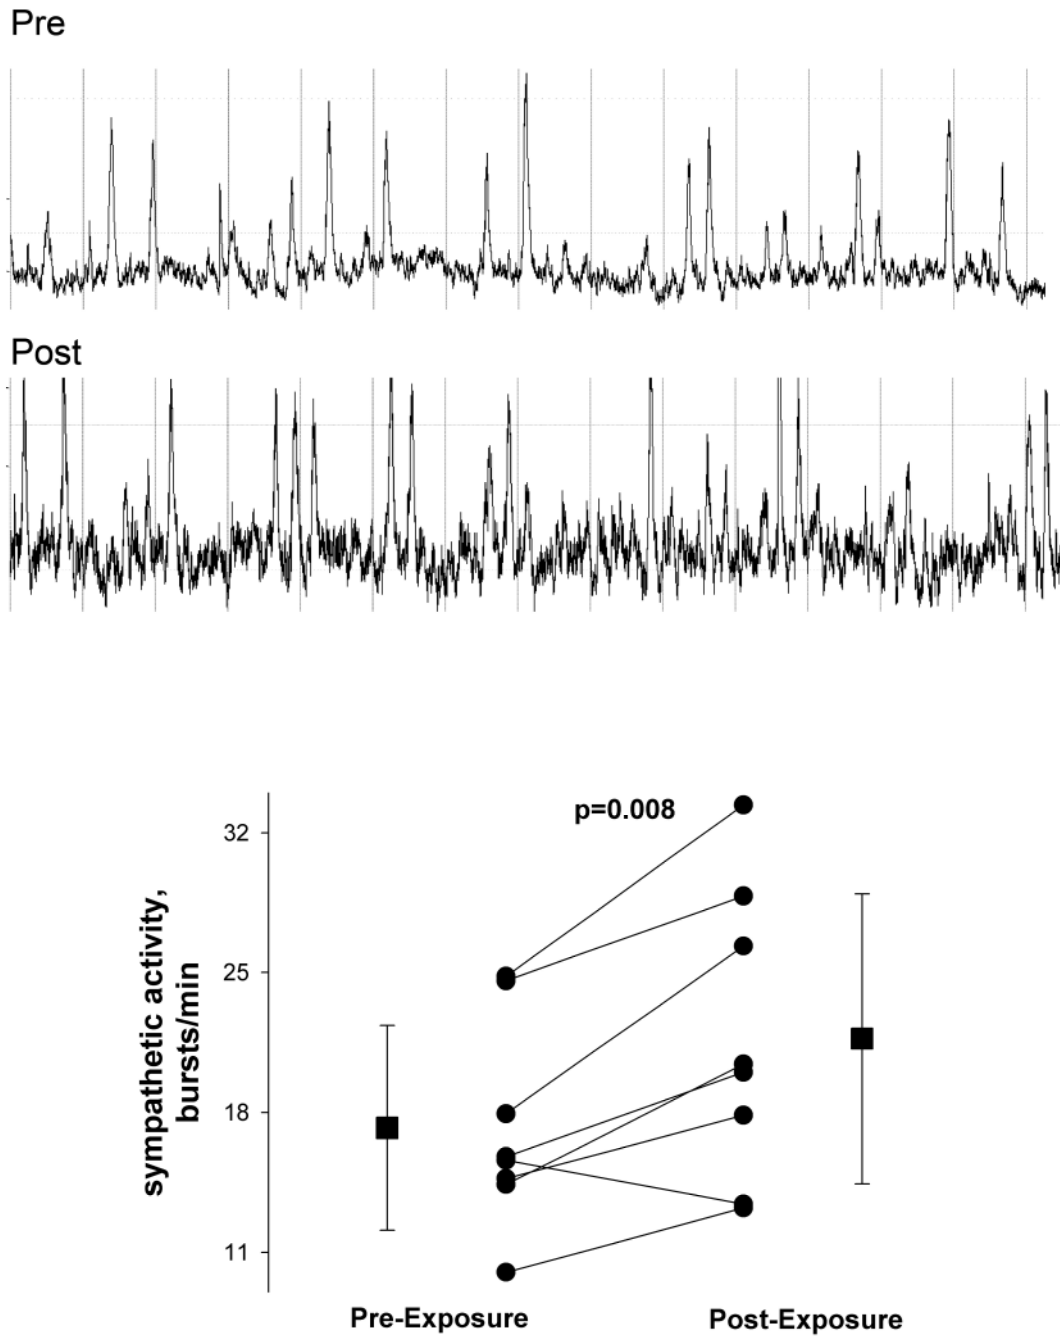 Pre
Post
p=0.008
32
25
18
11
sympathetic activity,
bursts/min
Pre-Exposure
Post-Exposure